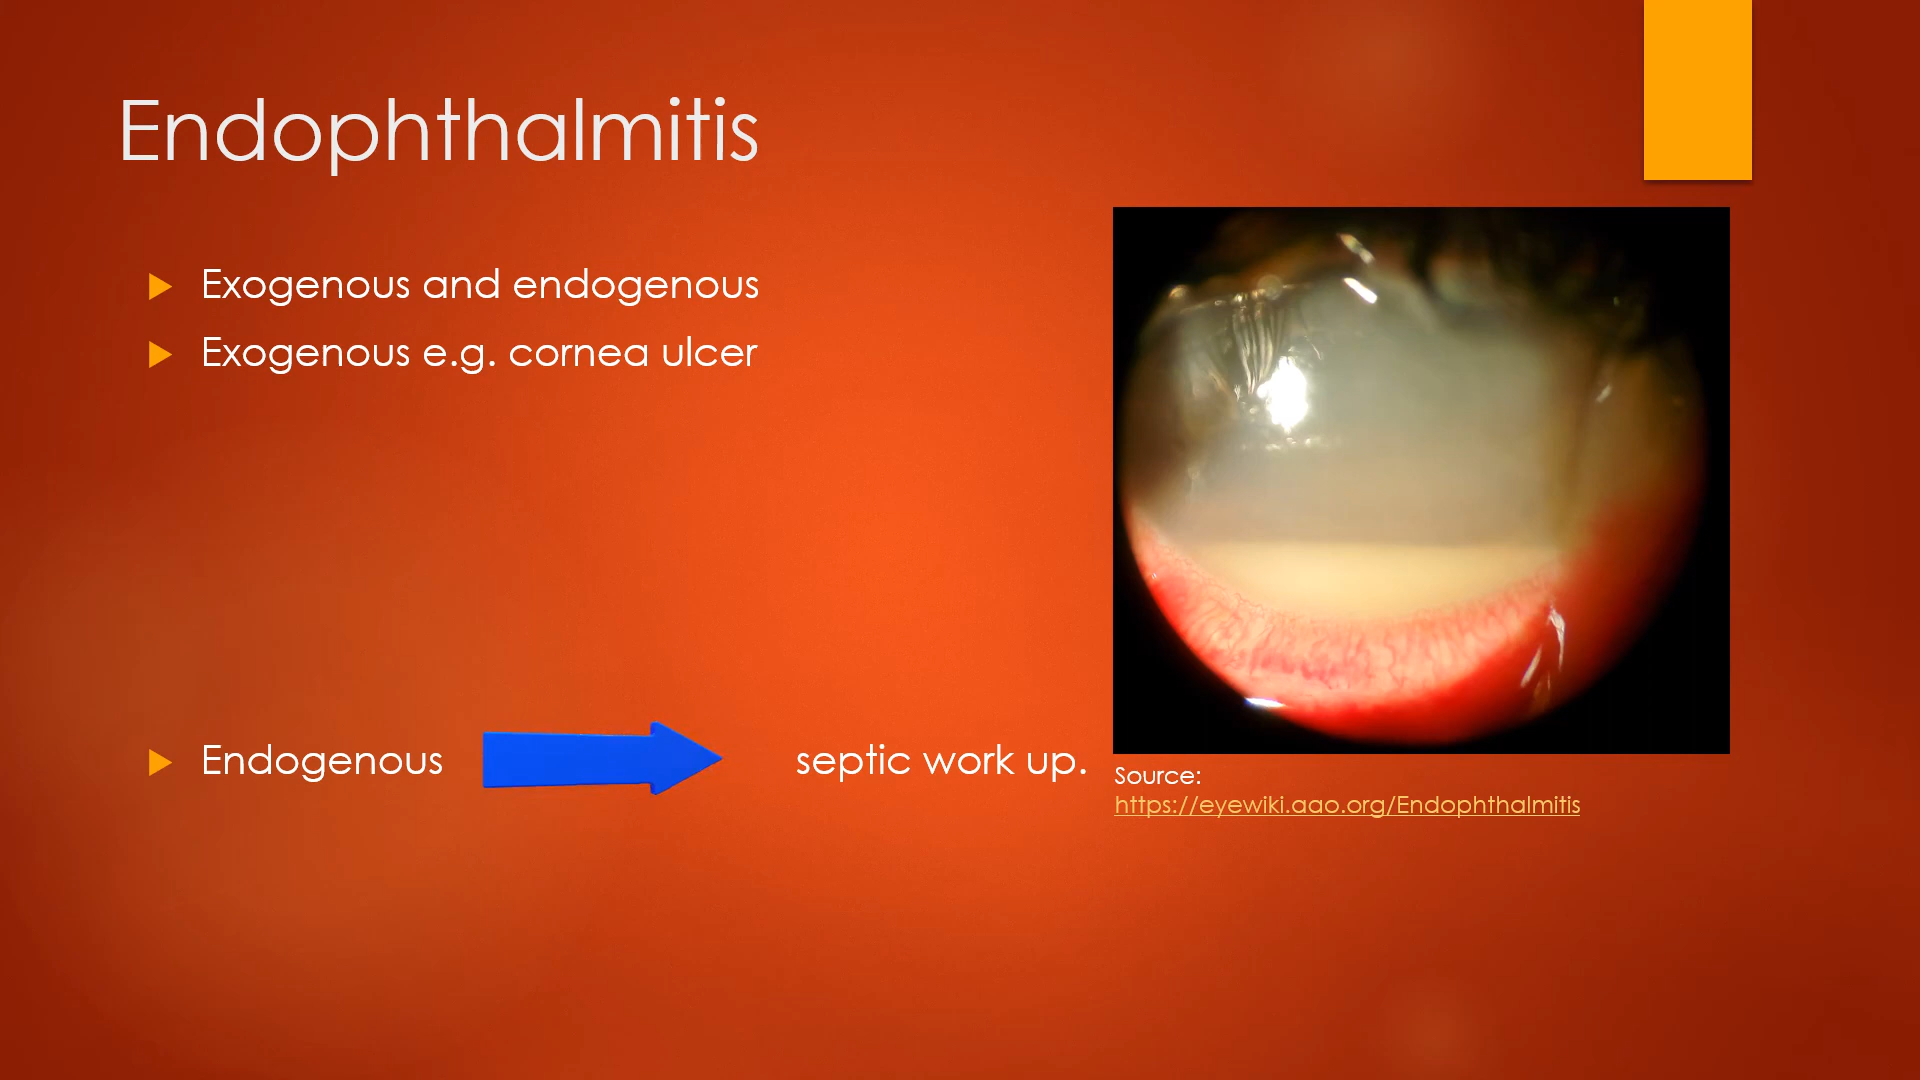 Endophthalmitis
Exogenous and endogenous
Exogenous e.g. cornea ulcer
Endogenous septic work up.
Source:
https://eyewiki.aao.org/Endophthalmitis